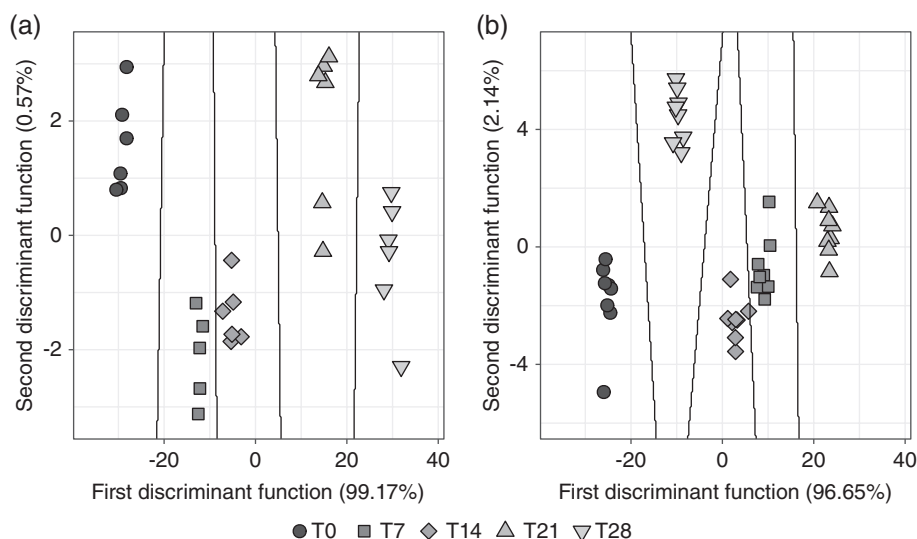 (a)
Second discriminant function (0.57%)
2
0
-2
-20 0 20 40
First discriminant function (99.17%)
(b)
Second discriminant function (2.14%)
4
0
-4
-20 0 20 40
First discriminant function (96.65%)
T0 T7 T14 T21 T28